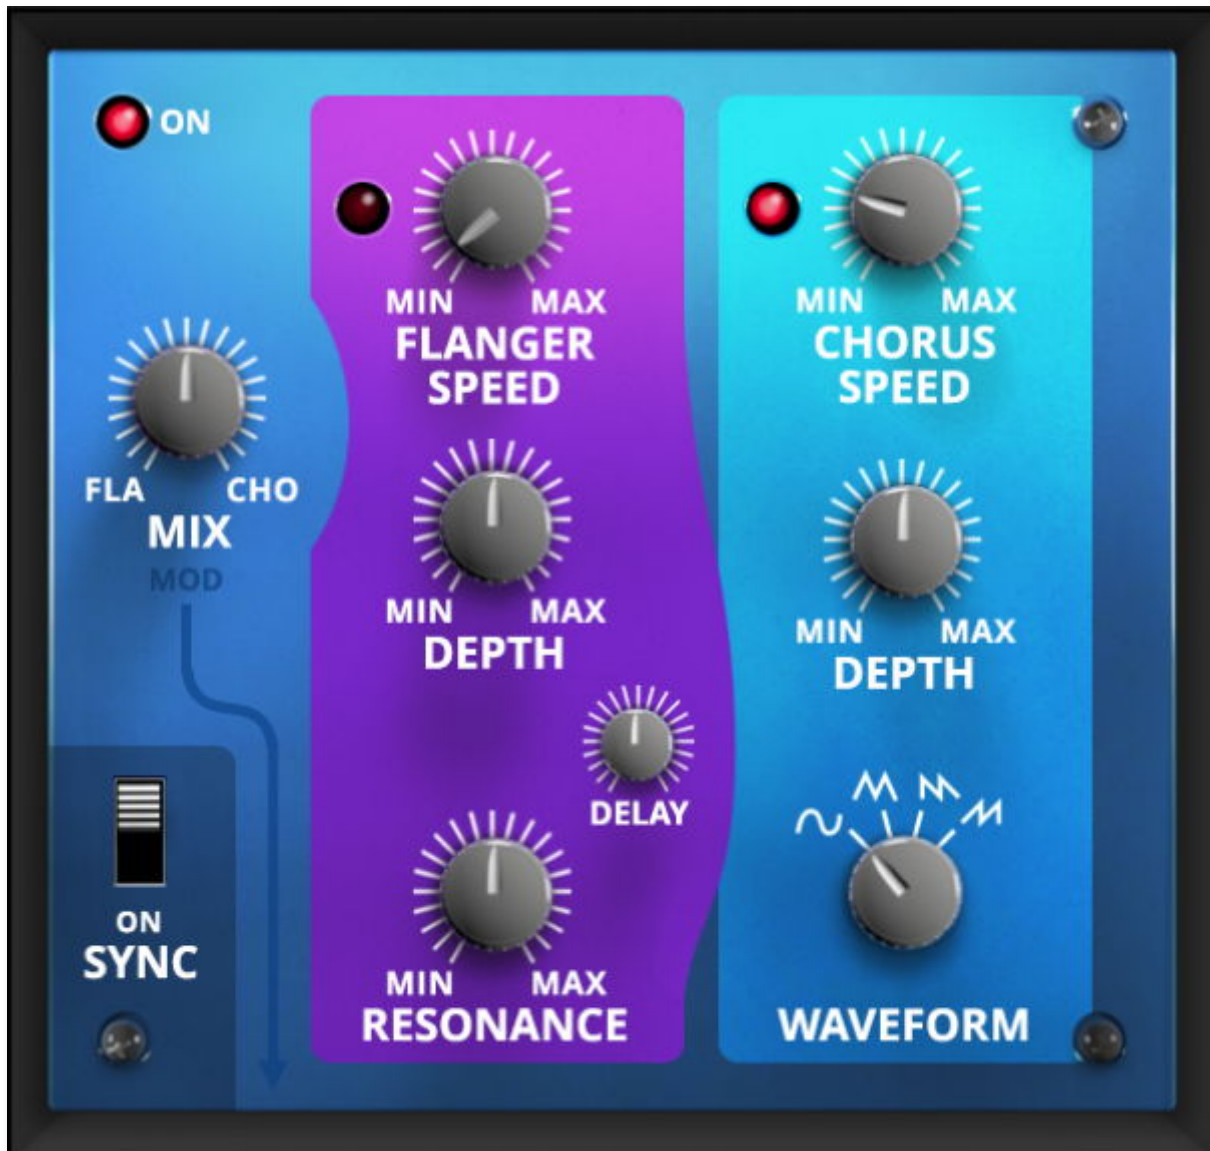 ON
MIN MAX
FLANGER
SPEED
MIN MAX
CHORUS
SPEED
FLA CHO
MIX
MOD
MIN MAX
DEPTH
MIN MAX
DEPTH
DELAY
ON
SYNC
MIN MAX
RESONANCE
WAVEFORM